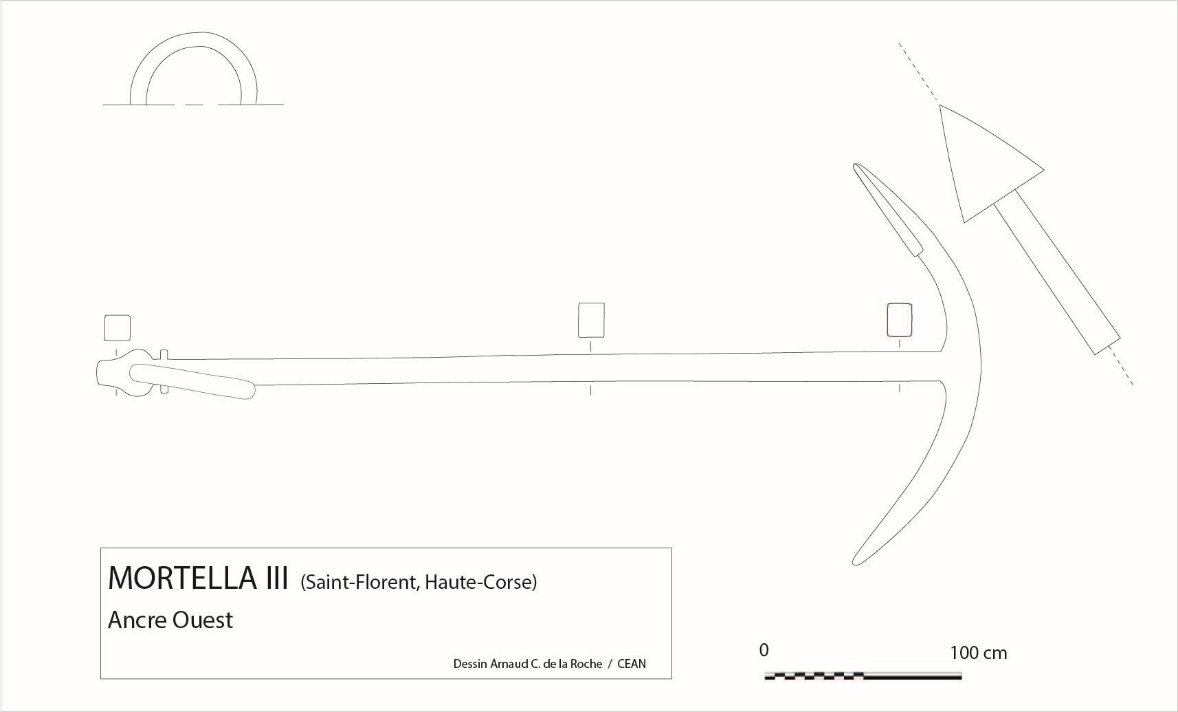 MORTELLA III (Saint-Florent, Haute-Corse)
Ancre Ouest
Dessin Arnaud C. de la Roche / CEAN
0 100 cm